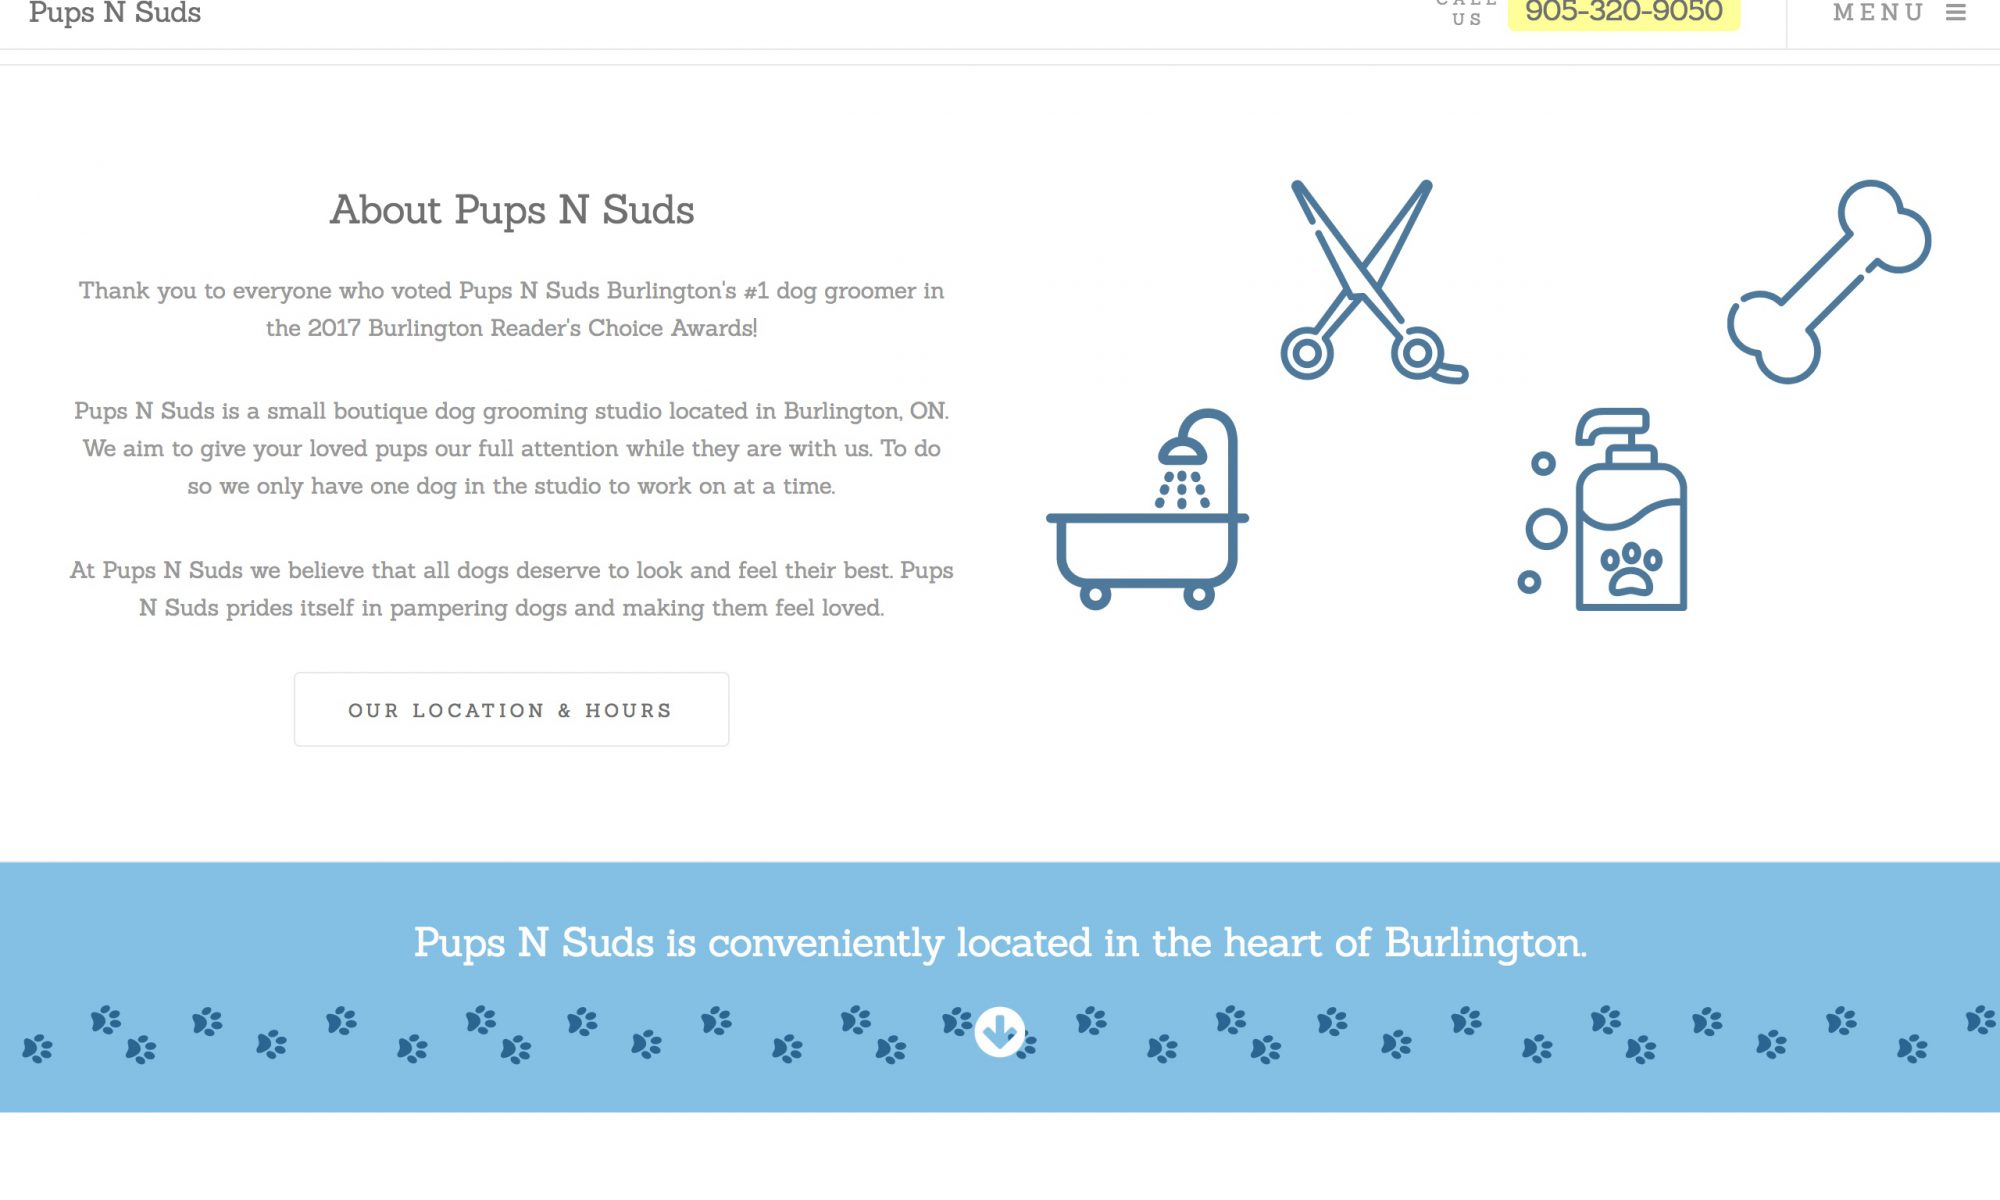 Pups N Suds
CALL
US
905-320-9050
MENU
About Pups N Suds
Thank you to everyone who voted Pups N Suds Burlington's #1 dog groomer in
the 2017 Burlington Reader's Choice Awards!
Pups N Suds is a small boutique dog grooming studio located in Burlington, ON.
We aim to give your loved pups our full attention while they are with us. To do
so we only have one dog in the studio to work on at a time.
At Pups N Suds we believe that all dogs deserve to look and feel their best. Pups
N Suds prides itself in pampering dogs and making them feel loved.
OUR LOCATION & HOURS
Pups N Suds is conveniently located in the heart of Burlington.